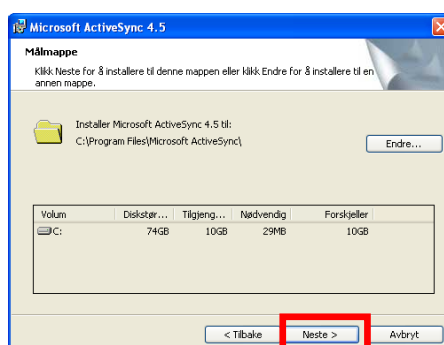 Microsoft ActiveSync 4.5
Målmappe
Klikk Neste for å installere til denne mappen eller klikk Endre for å installere til en
annen mappe.
Installer Microsoft ActiveSync 4.5 til:
C:\Program Files\Microsoft ActiveSync\
Endre...
Volum Diskstør... Tilgjeng... Nødvendig Forskjeller
C: 74GB 10GB 29MB 10GB
< Tilbake Neste > Avbryt